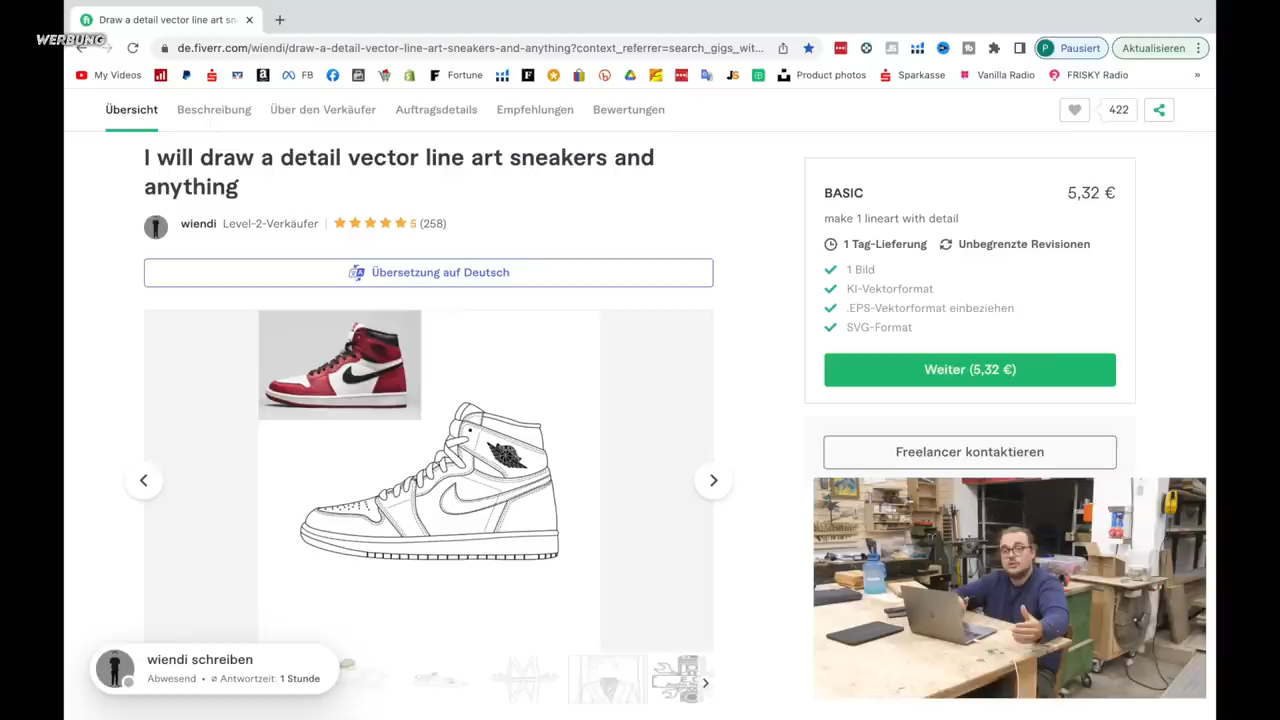 WERBUNG
Draw a detail vector line art sn
de.fiverr.com/wiendi/draw-a-detail-vector-line-art-sneakers-and-anything?context_referrer=search_gigs_wit...
P Pausiert
Aktualisieren
My Videos
FB
Fortune
Product photos
Sparkasse
Vanilla Radio
FRISKY Radio
»
Übersicht
Beschreibung
Über den Verkäufer
Auftragsdetails
Empfehlungen
Bewertungen
422
I will draw a detail vector line art sneakers and
anything
wiendi Level-2-Verkäufer | 5 (258)
Übersetzung auf Deutsch
BASIC 5,32 €
make 1 lineart with detail
1 Tag-Lieferung Unbegrenzte Revisionen
1 Bild
KI-Vektorformat
.EPS-Vektorformat einbeziehen
SVG-Format
Weiter (5,32 €)
Freelancer kontaktieren
wiendi schreiben
Abwesend • ⌀ Antwortzeit: 1 Stunde